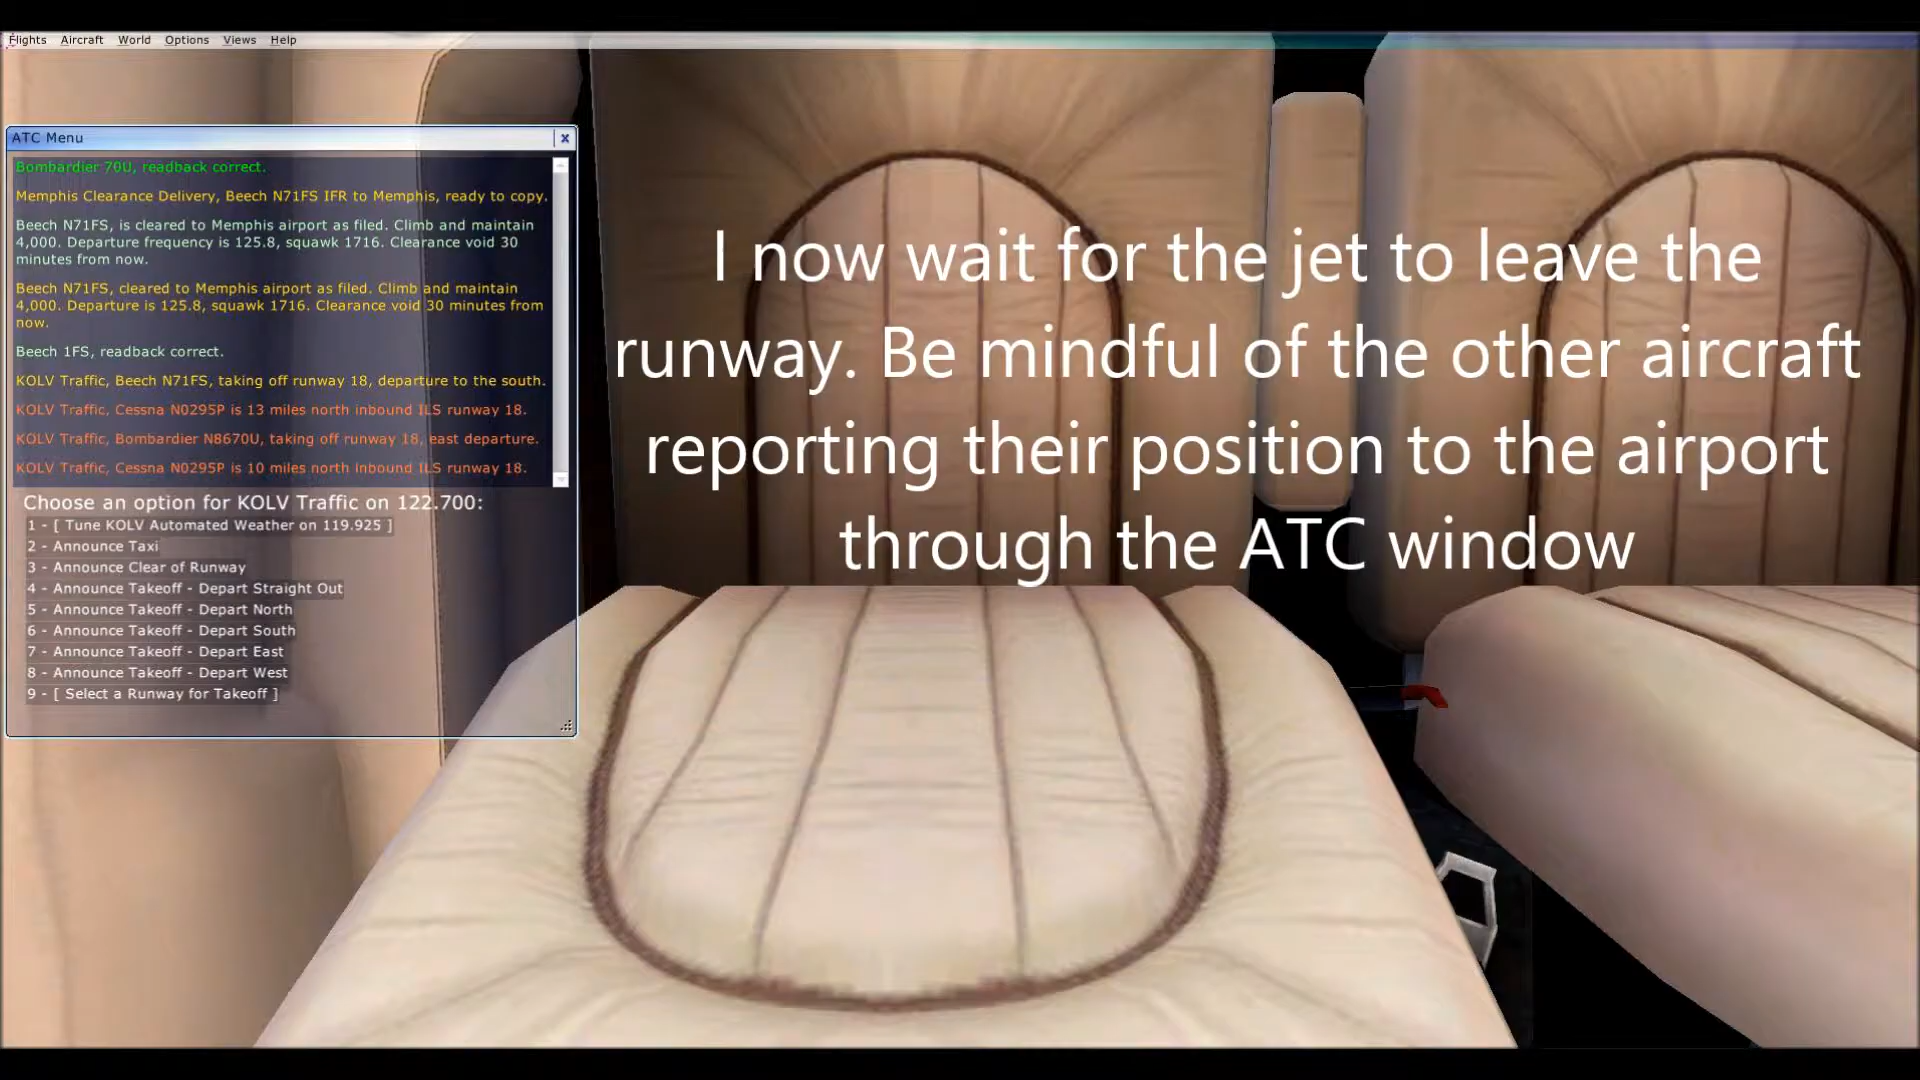 Flights Aircraft World Options Views Help
ATC Menu
x
Bombardier 70U, readback correct.
Memphis Clearance Delivery, Beech N71FS IFR to Memphis, ready to copy.
Beech N71FS, is cleared to Memphis airport as filed. Climb and maintain
4,000. Departure frequency is 125.8, squawk 1716. Clearance void 30
minutes from now.
Beech N71FS, cleared to Memphis airport as filed. Climb and maintain
4,000. Departure is 125.8, squawk 1716. Clearance void 30 minutes from
now.
Beech 1FS, readback correct.
KOLV Traffic, Beech N71FS, taking off runway 18, departure to the south.
KOLV Traffic, Cessna N0295P is 13 miles north inbound ILS runway 18.
KOLV Traffic, Bombardier N8670U, taking off runway 18, east departure.
KOLV Traffic, Cessna N0295P is 10 miles north inbound ILS runway 18.
Choose an option for KOLV Traffic on 122.700:
1 - [ Tune KOLV Automated Weather on 119.925 ]
2 - Announce Taxi
3 - Announce Clear of Runway
4 - Announce Takeoff - Depart Straight Out
5 - Announce Takeoff - Depart North
6 - Announce Takeoff - Depart South
7 - Announce Takeoff - Depart East
8 - Announce Takeoff - Depart West
9 - [ Select a Runway for Takeoff ]
I now wait for the jet to leave the
runway. Be mindful of the other aircraft
reporting their position to the airport
through the ATC window